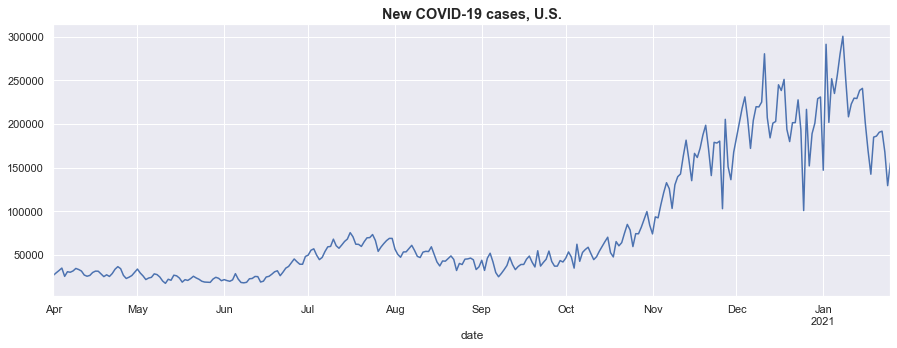 New COVID-19 cases, U.S.
300000
250000
200000
150000
100000
50000
Apr May Jun Jul Aug Sep Oct Nov Dec Jan
2021
date